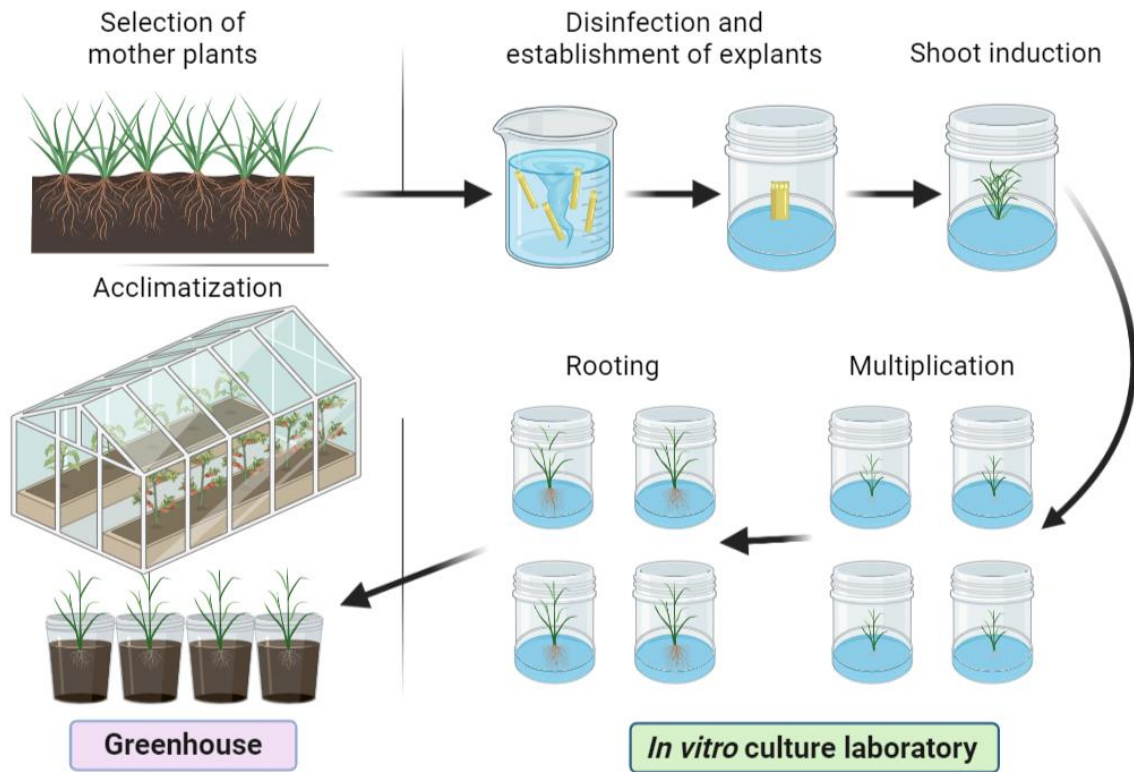 Selection of
mother plants
Disinfection and
establishment of explants
Shoot induction
Acclimatization
Rooting
Multiplication
Greenhouse
In vitro culture laboratory